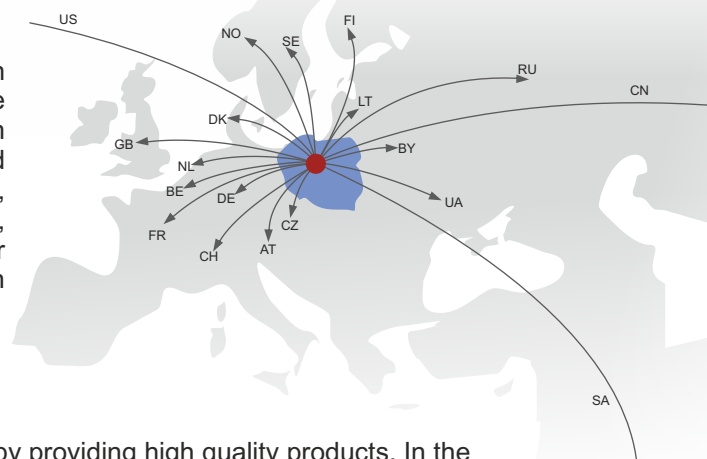 US
FI
NO
SE
RU
CN
LT
DK
GB
BY
NL
BE
DE
UA
FR
CZ
CH
AT
SA
by providing high quality products. In the